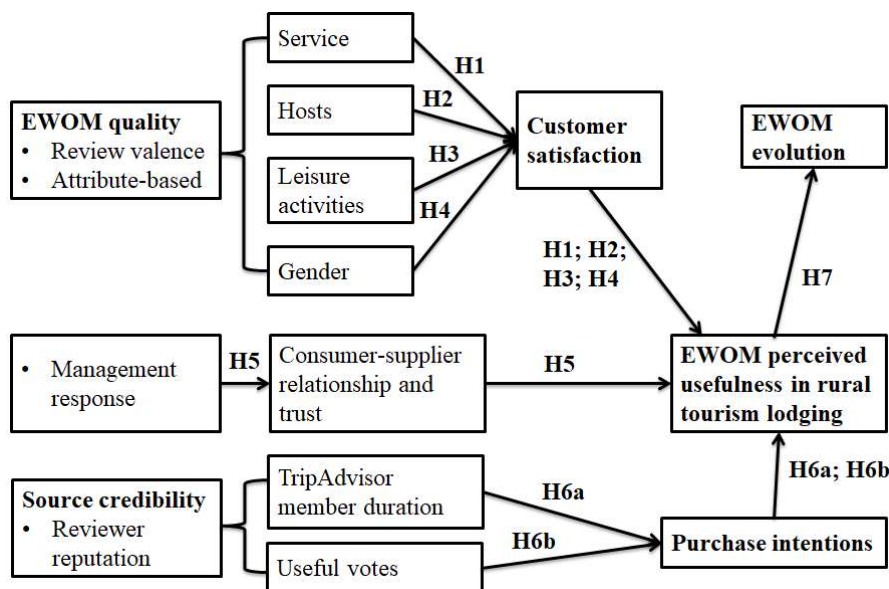 EWOM quality
• Review valence
• Attribute-based
Service
Hosts
Leisure
activities
Gender
H1
H2
H3
H4
Customer
satisfaction
EWOM
evolution
H1; H2;
H3; H4
H7
• Management
response
H5
Consumer-supplier
relationship and
trust
H5
EWOM perceived
usefulness in rural
tourism lodging
Source credibility
• Reviewer
reputation
TripAdvisor
member duration
Useful votes
H6a
H6b
H6a; H6b
Purchase intentions